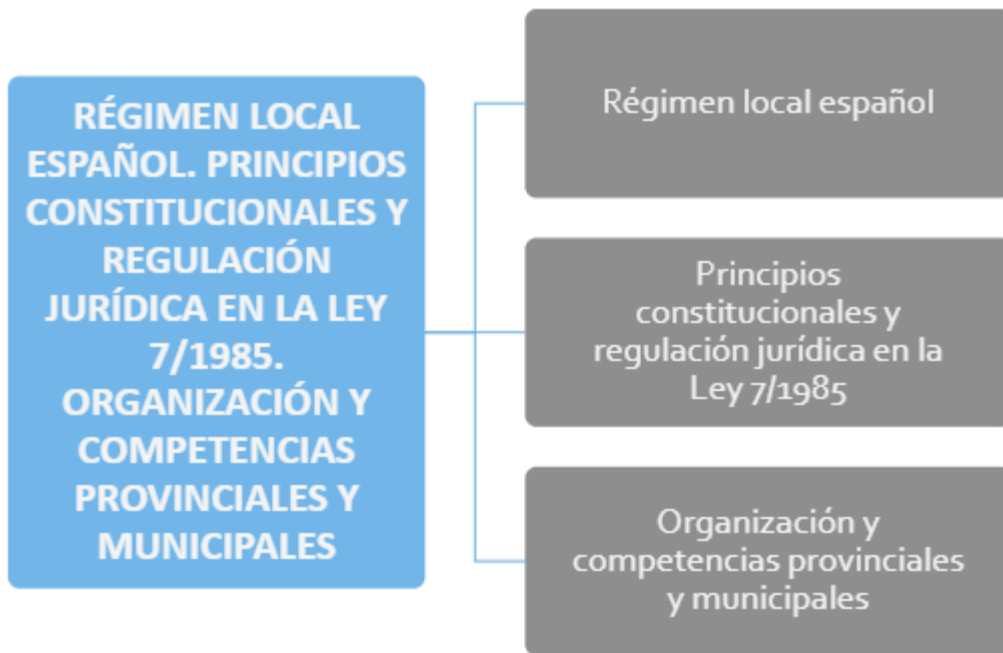 RÉGIMEN LOCAL
ESPAÑOL. PRINCIPIOS
CONSTITUCIONALES Y
REGULACIÓN
JURÍDICA EN LA LEY
7/1985.
ORGANIZACIÓN Y
COMPETENCIAS
PROVINCIALES Y
MUNICIPALES
Régimen local español
Principios
constitucionales y
regulación jurídica en la
Ley 7/1985
Organización y
competencias provinciales
y municipales